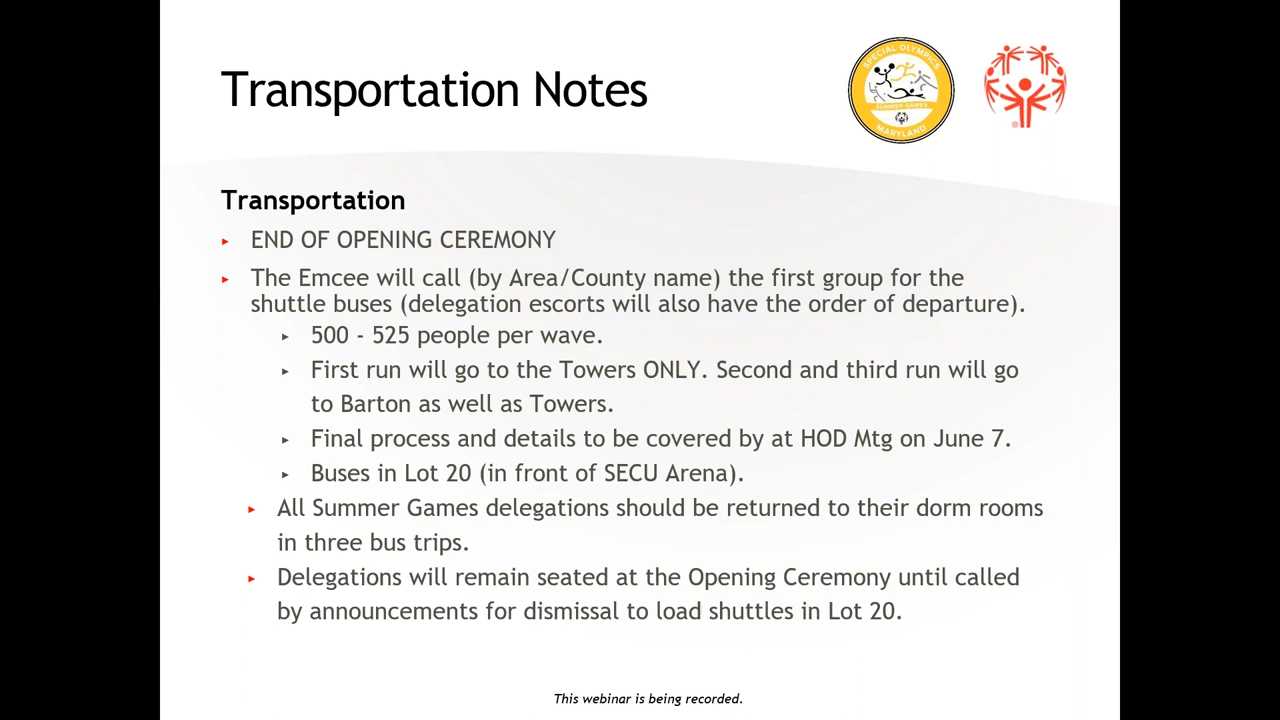 Transportation Notes
SPECIAL OLYMPICS
SUMMER GAMES
MARYLAND
®
Transportation
▸ END OF OPENING CEREMONY
▸ The Emcee will call (by Area/County name) the first group for the
shuttle buses (delegation escorts will also have the order of departure).
▸ 500 - 525 people per wave.
▸ First run will go to the Towers ONLY. Second and third run will go
to Barton as well as Towers.
▸ Final process and details to be covered by at HOD Mtg on June 7.
▸ Buses in Lot 20 (in front of SECU Arena).
▸ All Summer Games delegations should be returned to their dorm rooms
in three bus trips.
▸ Delegations will remain seated at the Opening Ceremony until called
by announcements for dismissal to load shuttles in Lot 20.
This webinar is being recorded.